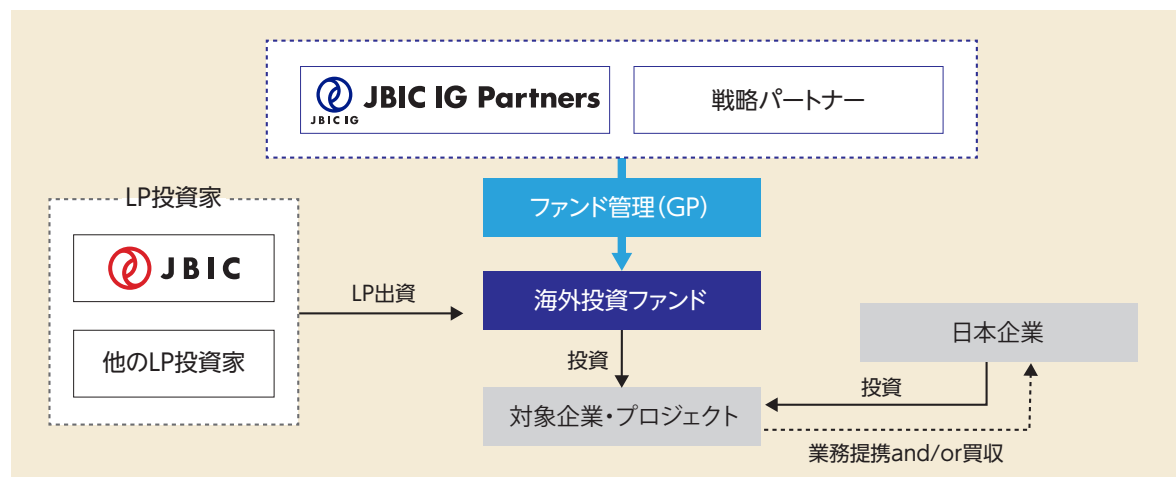 JBIC IG
JBIC IG Partners
戦略パートナー
ファンド管理(GP)
LP投資家
JBIC
他のLP投資家
LP出資
海外投資ファンド
投資
対象企業・プロジェクト
日本企業
投資
業務提携and/or買収